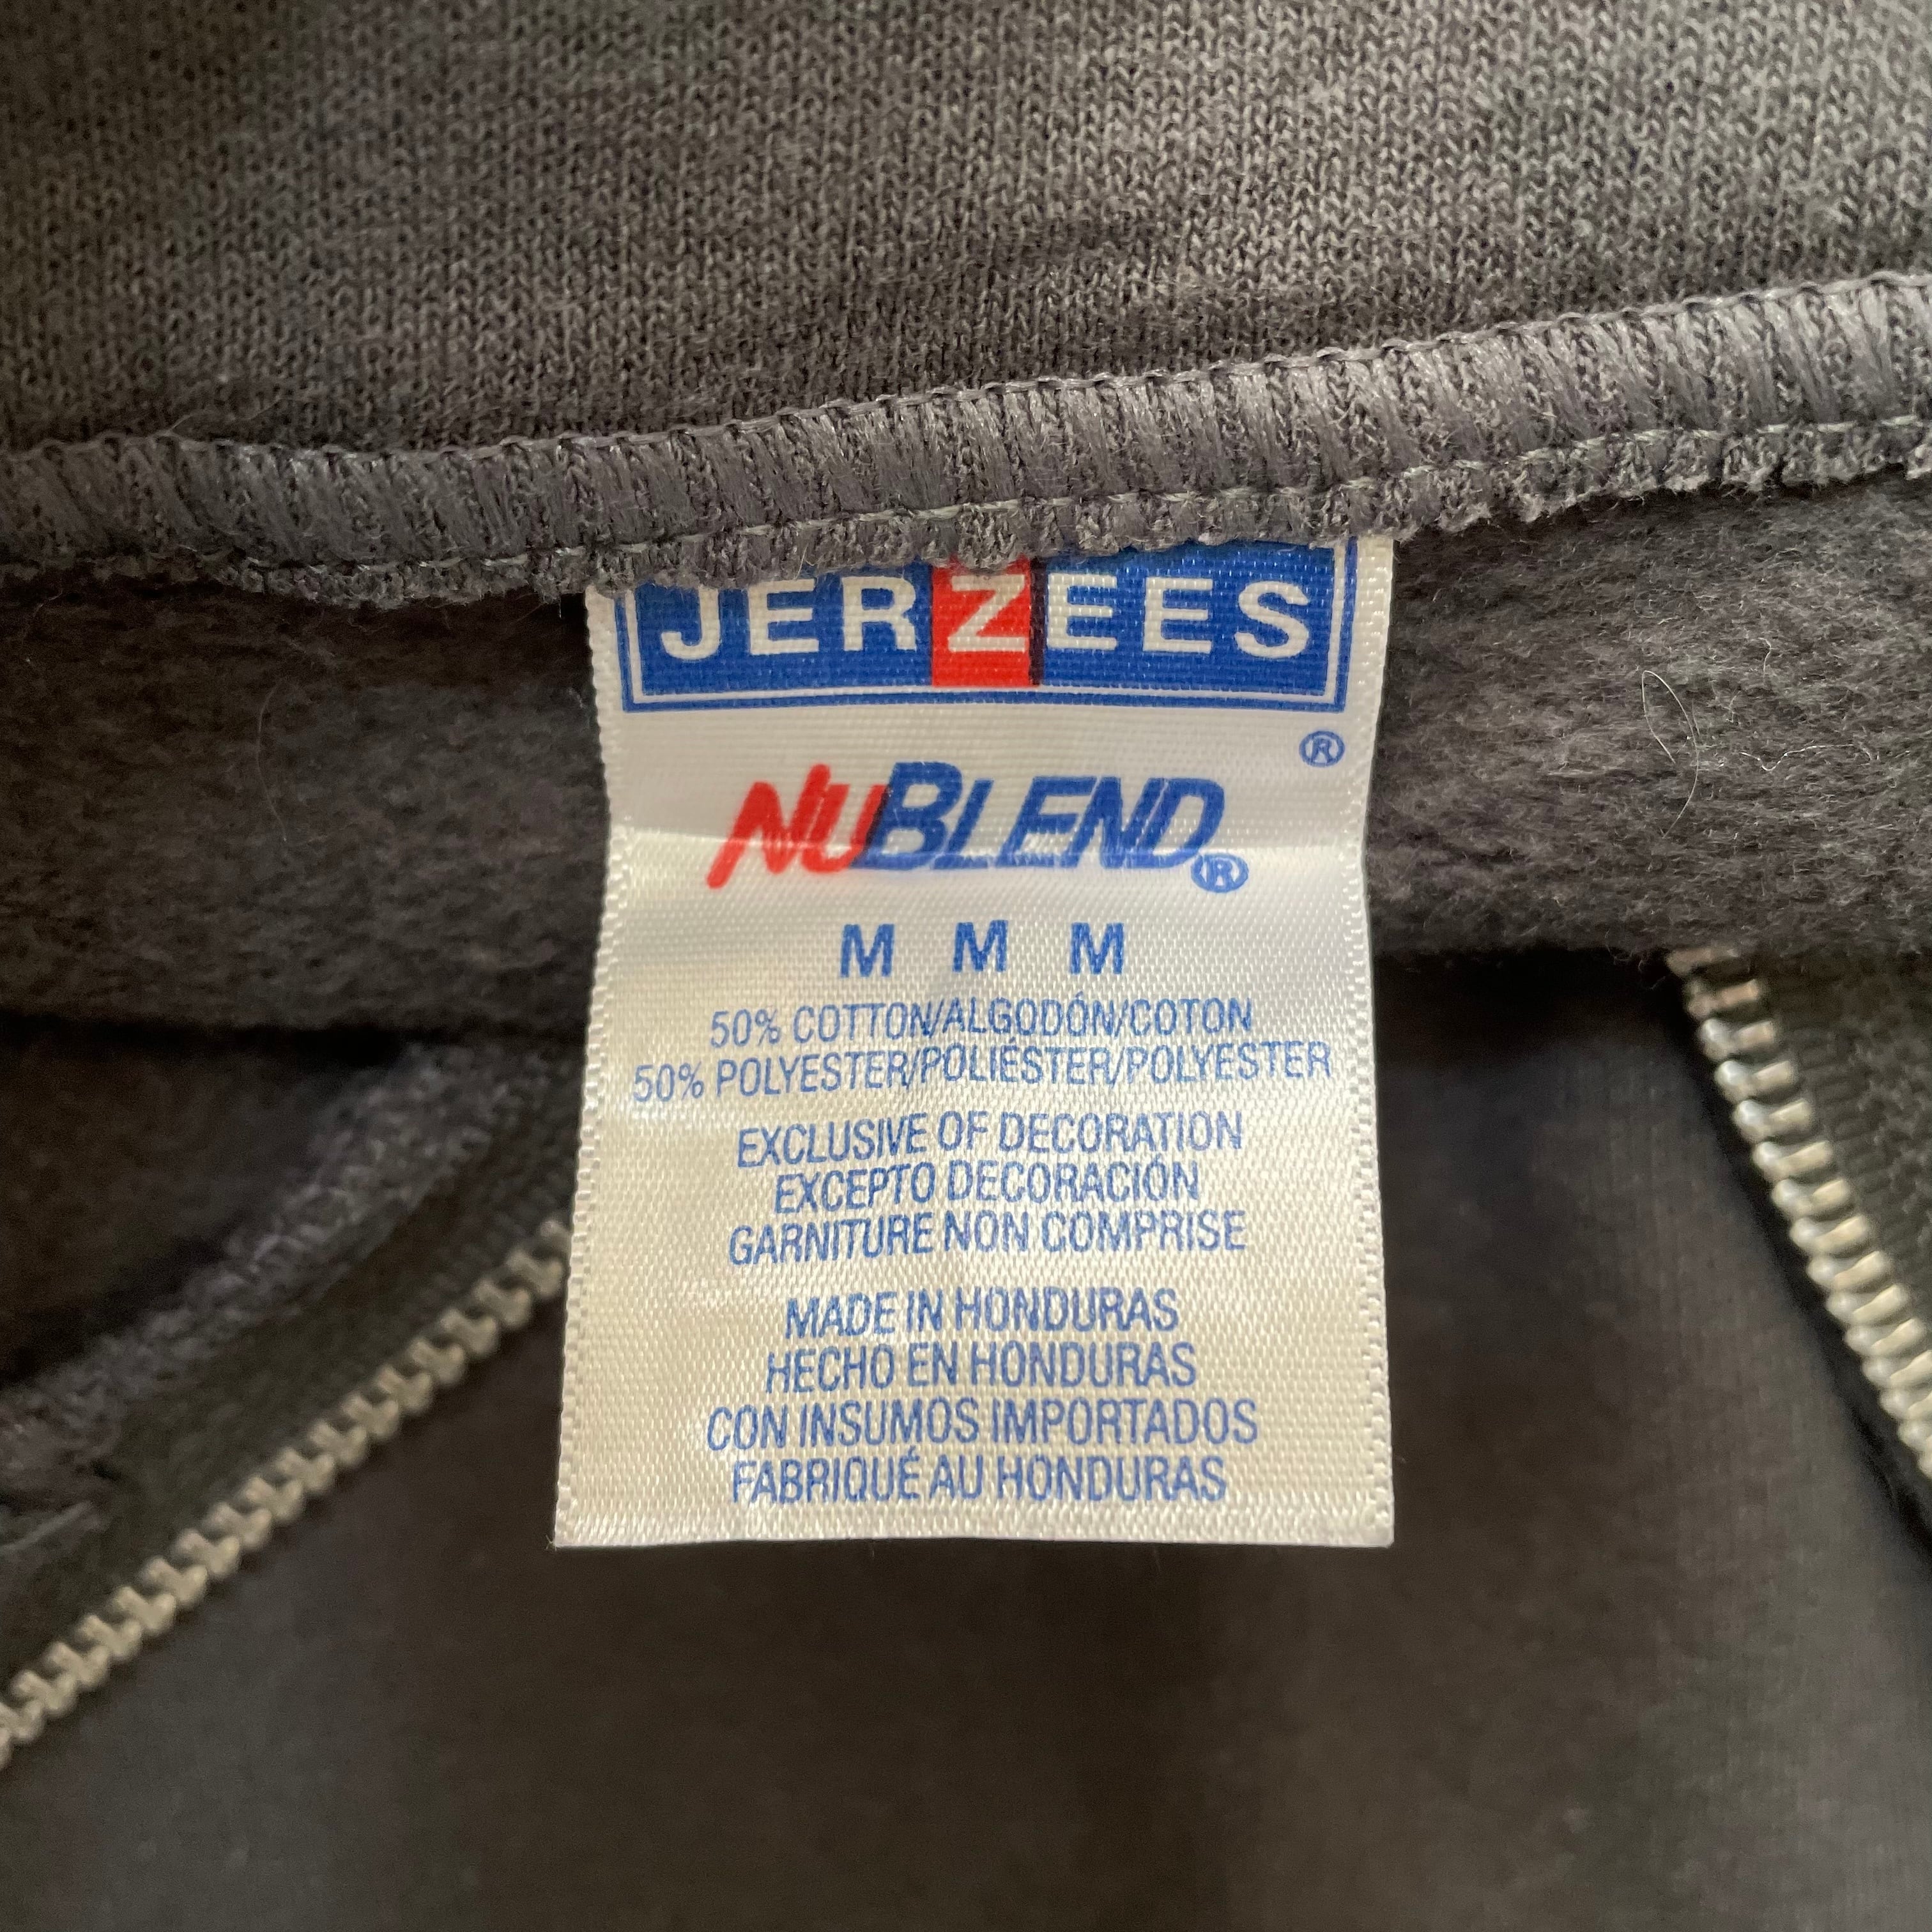 JERZEES
®
NUBLEND®
M M M
50% COTTON/ALGODÓN/COTON
50% POLYESTER/POLIÉSTER/POLYESTER
EXCLUSIVE OF DECORATION
EXCEPTO DECORACIÓN
GARNITURE NON COMPRISE
MADE IN HONDURAS
HECHO EN HONDURAS
CON INSUMOS IMPORTADOS
FABRIQUÉ AU HONDURAS